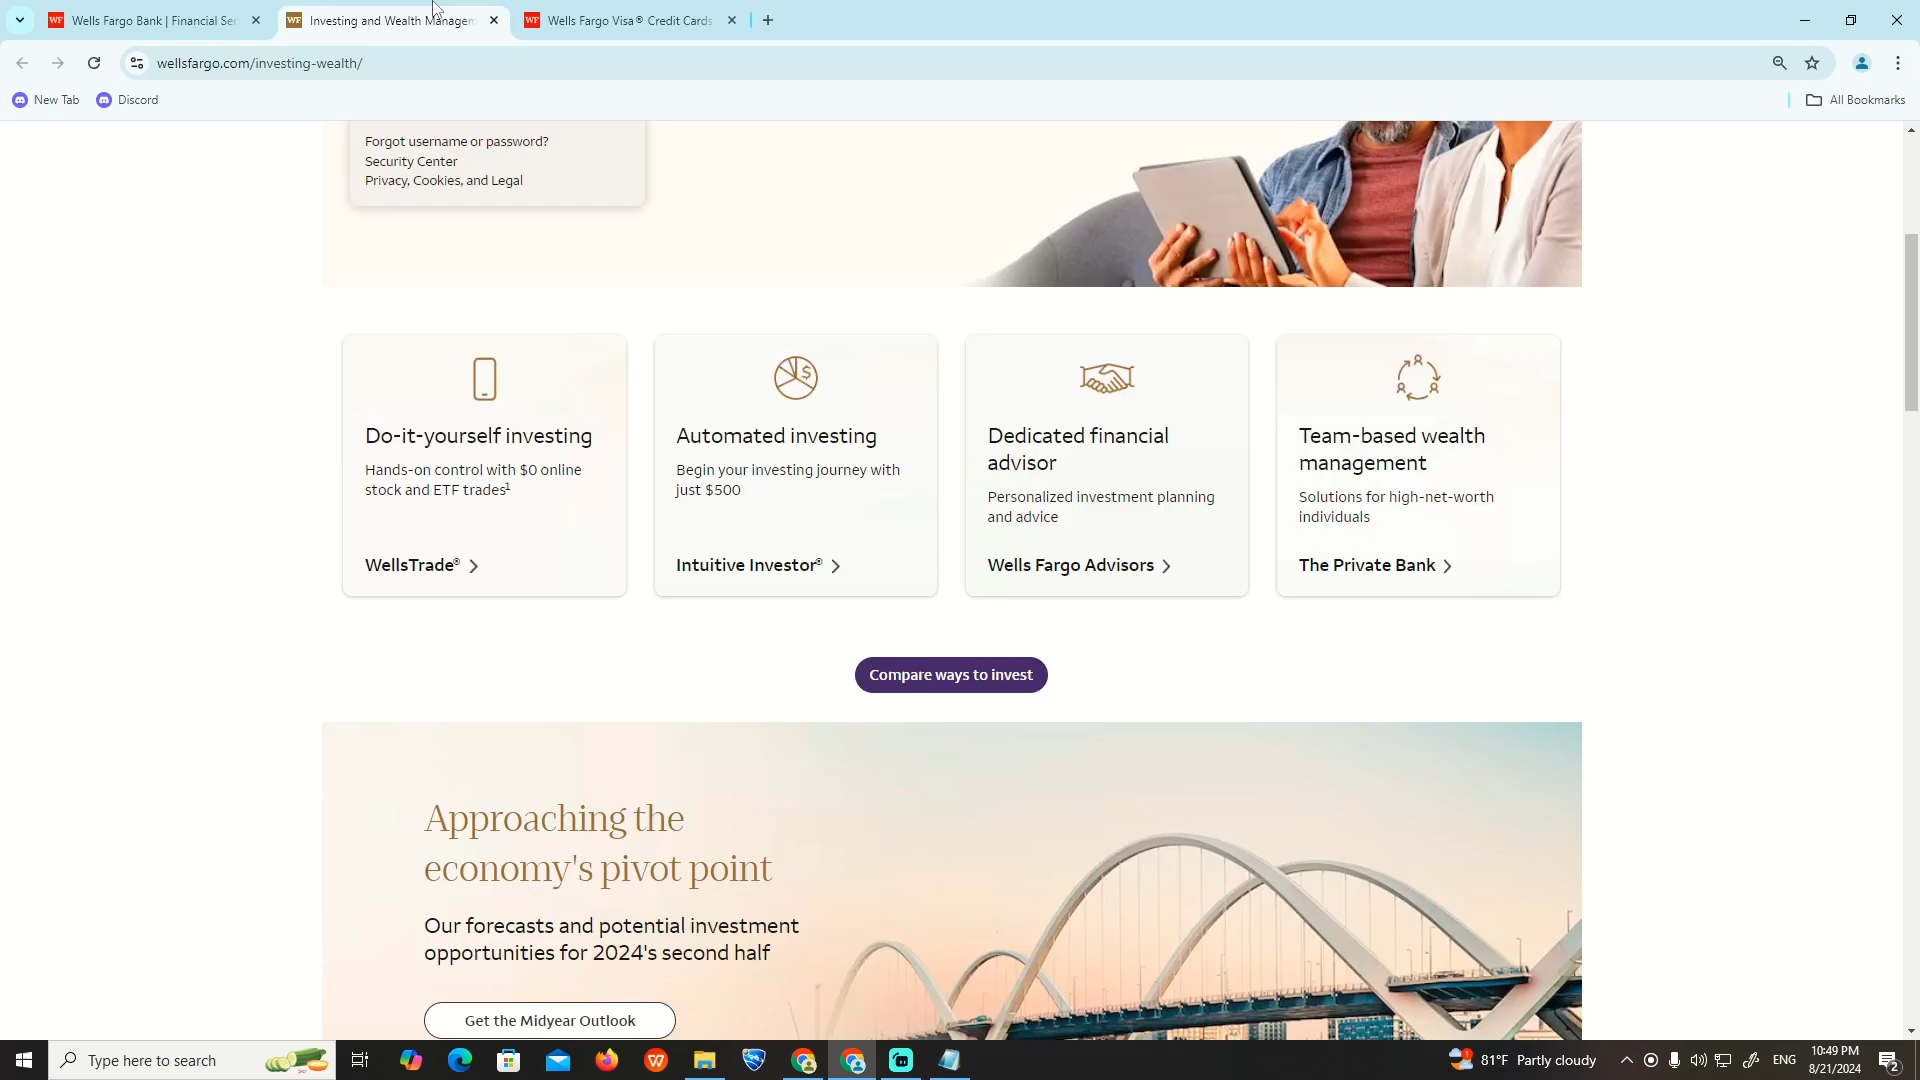 Wells Fargo Bank | Financial Ser
Investing and Wealth Managem
Wells Fargo Visa® Credit Cards
wellsfargo.com/investing-wealth/
New Tab
Discord
All Bookmarks
Forgot username or password?
Security Center
Privacy, Cookies, and Legal
Do-it-yourself investing
Hands-on control with $0 online
stock and ETF trades1
WellsTrade®
Automated investing
Begin your investing journey with
just $500
Intuitive Investor®
Dedicated financial
advisor
Personalized investment planning
and advice
Wells Fargo Advisors
Team-based wealth
management
Solutions for high-net-worth
individuals
The Private Bank
Compare ways to invest
Approaching the
economy's pivot point
Our forecasts and potential investment
opportunities for 2024's second half
Get the Midyear Outlook
Type here to search
81°F Partly cloudy
ENG
10:49 PM
8/21/2024